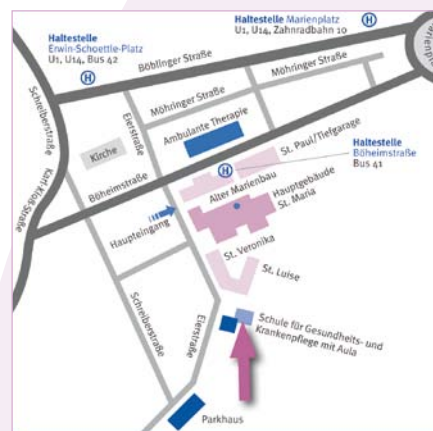 Haltestelle Marienplatz
U1, U14, Zahnradbahn 10
H
Haltestelle
Erwin-Schoettle-Platz
U1, U14, Bus 42
H
Marienplatz
Böblinger Straße
Möhringer Straße
Möhringer Straße
Schreiberstraße
Eierstraße
Ambulante Therapie
Kirche
St. Paul/Tiefgarage
H
Haltestelle
Böheimstraße
Bus 41
Karl-Kloß-Straße
Böheimstraße
Alter Marienbau
Hauptgebäude
St. Maria
Haupteingang
St. Veronika
St. Luise
Schreiberstraße
Eierstraße
Schule für Gesundheits- und
Krankenpflege mit Aula
Parkhaus